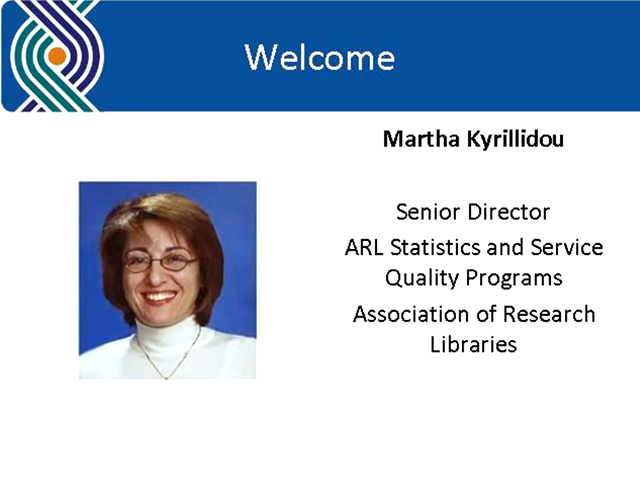 Welcome
Martha Kyrillidou
Senior Director
ARL Statistics and Service
Quality Programs
Association of Research
Libraries